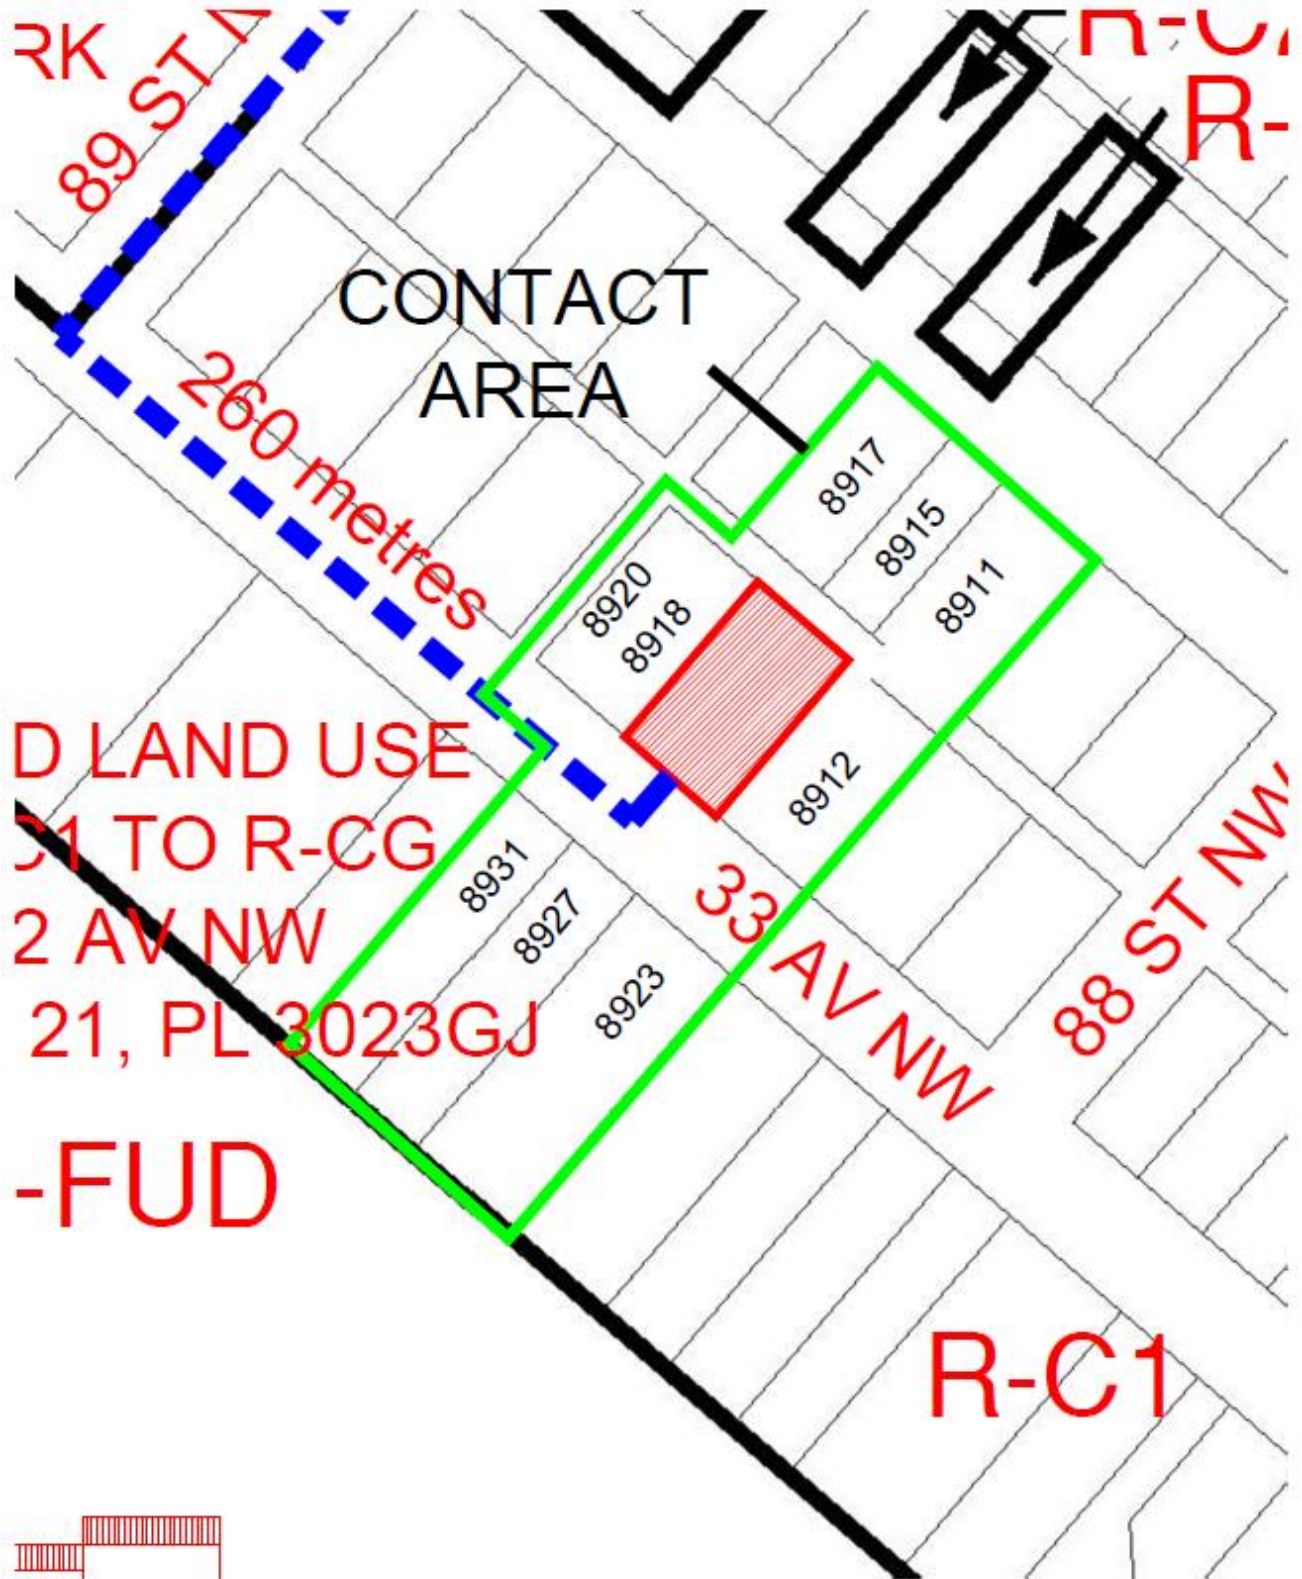 RK
89 ST N
R-
CONTACT
AREA
260 metres
8917
8915
8911
8920
8918
8912
D LAND USE
C1 TO R-CG
2 AV NW
21, PL 3023GJ
-FUD
8931
8927
8923
33 AV NW
88 ST NW
R-C1